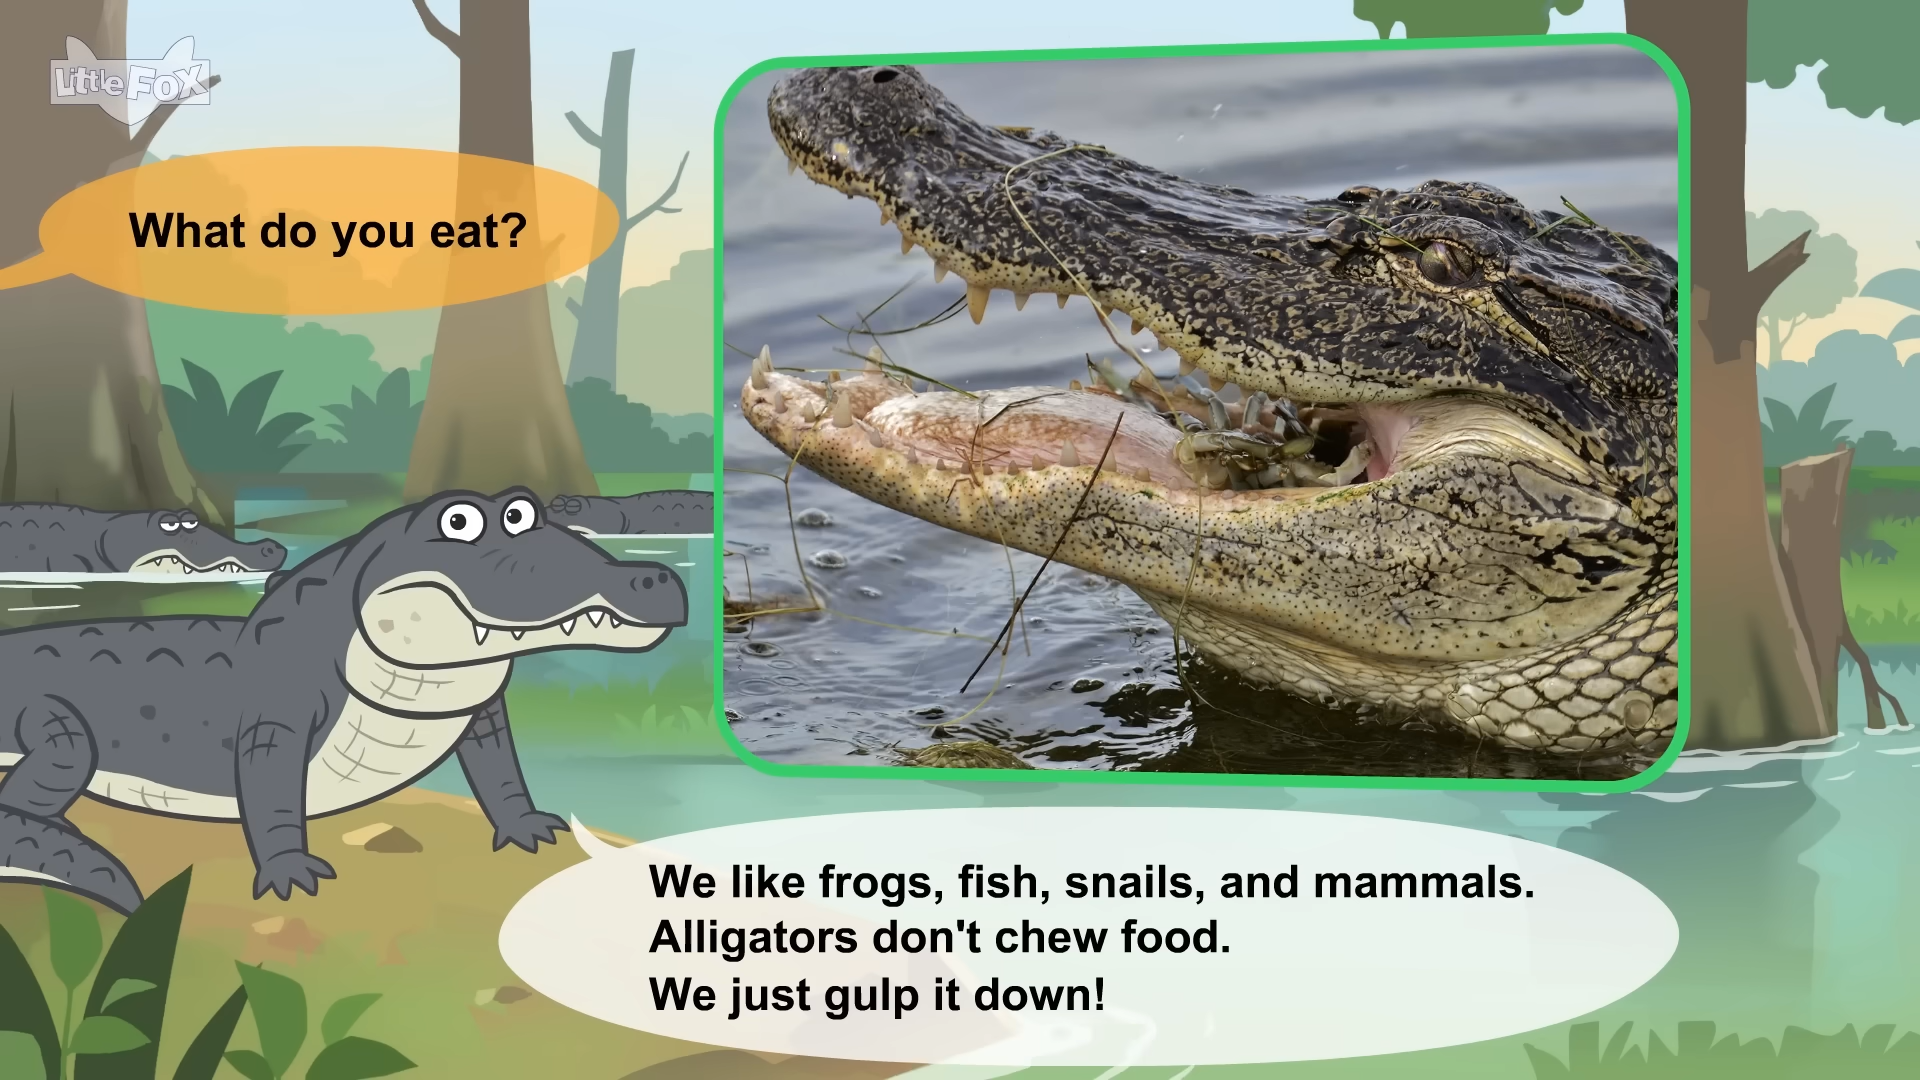 Little Fox
What do you eat?
We like frogs, fish, snails, and mammals.
Alligators don't chew food.
We just gulp it down!